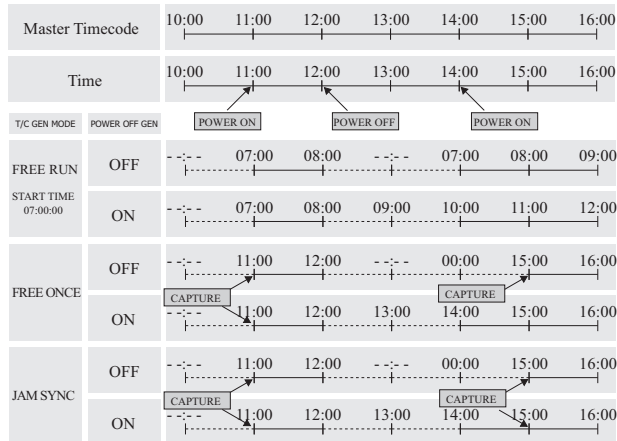 Master Timecode 10:00 11:00 12:00 13:00 14:00 15:00 16:00
Time 10:00 11:00 12:00 13:00 14:00 15:00 16:00
T/C GEN MODE POWER OFF GEN POWER ON POWER OFF POWER ON
FREE RUN
START TIME
07:00:00
OFF --:-- 07:00 08:00 --:-- 07:00 08:00 09:00
ON --:-- 07:00 08:00 09:00 10:00 11:00 12:00
FREE ONCE
OFF --:-- 11:00 12:00 --:-- 00:00 15:00 16:00
CAPTURE CAPTURE
ON --:-- 11:00 12:00 13:00 14:00 15:00 16:00
JAM SYNC
OFF --:-- 11:00 12:00 --:-- 00:00 15:00 16:00
CAPTURE CAPTURE
ON --:-- 11:00 12:00 13:00 14:00 15:00 16:00